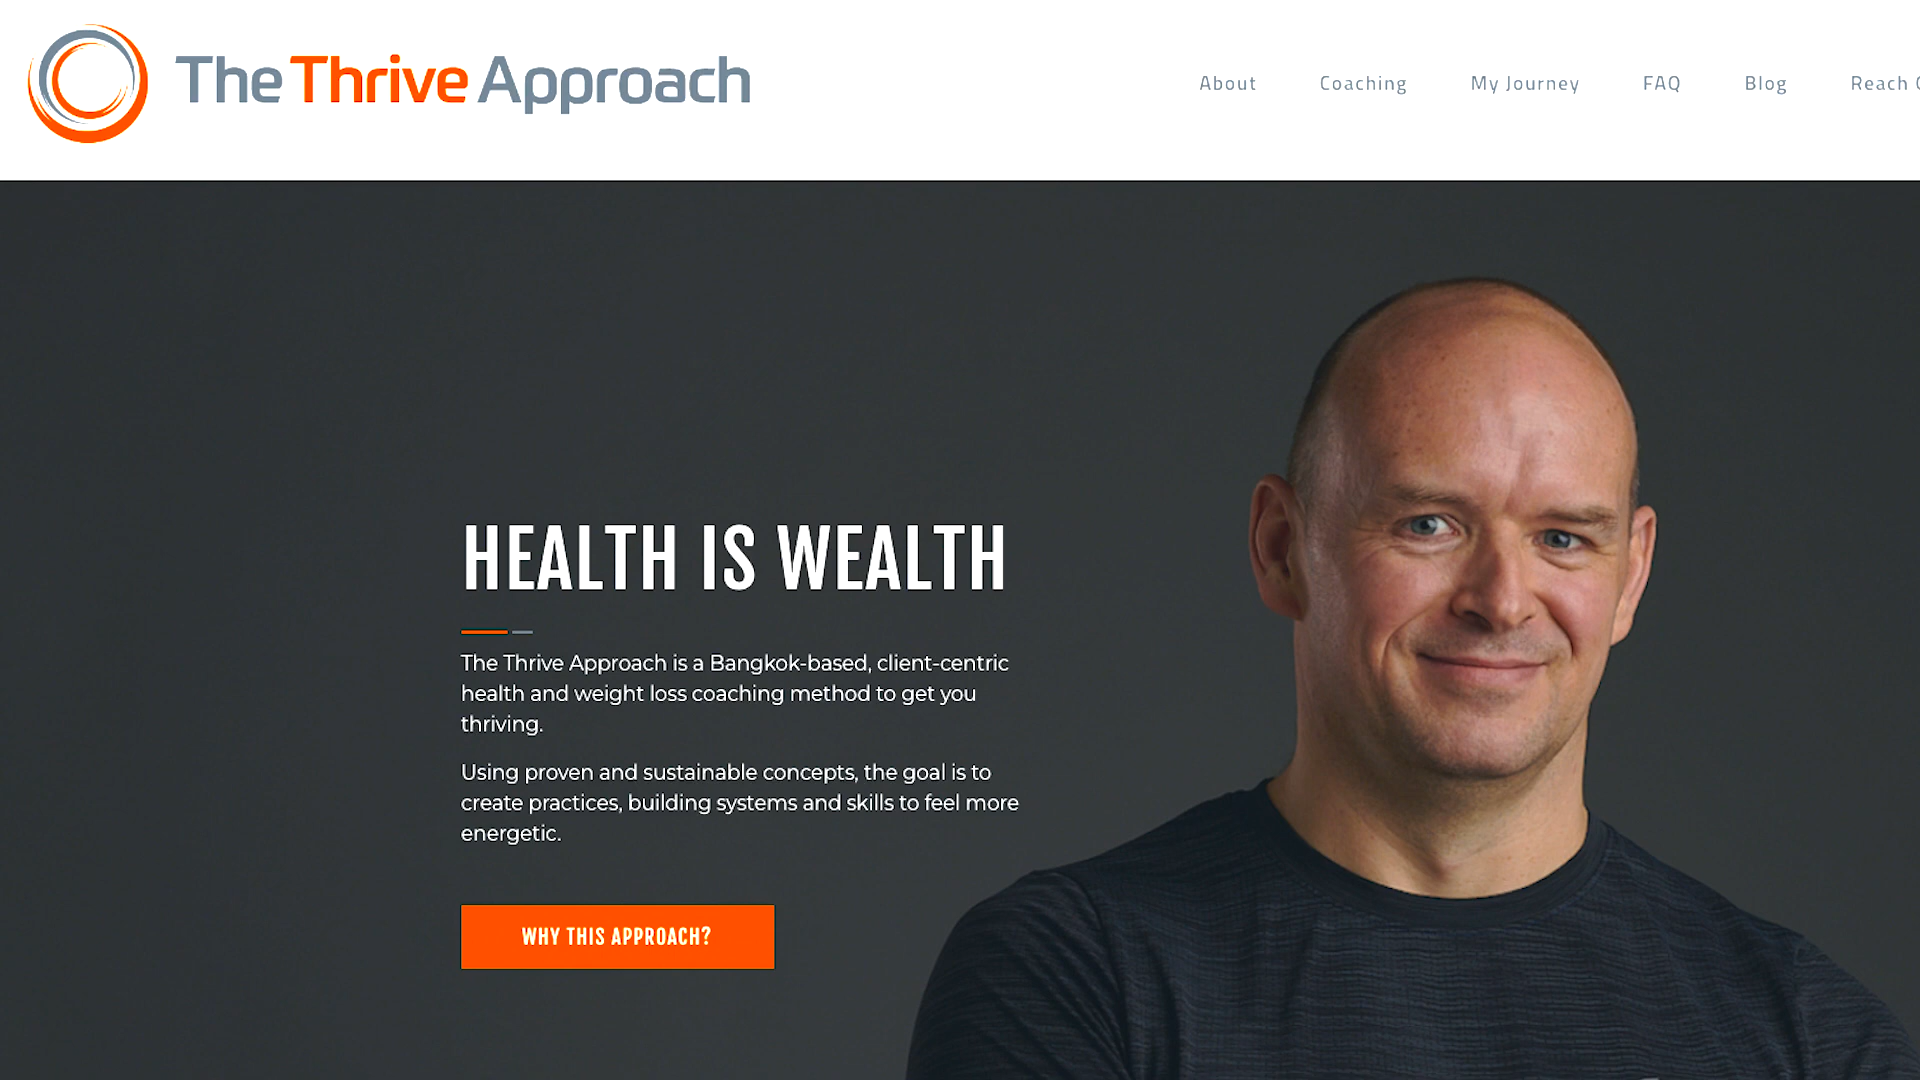 The Thrive Approach
About Coaching My Journey FAQ Blog Reach
HEALTH IS WEALTH
The Thrive Approach is a Bangkok-based, client-centric
health and weight loss coaching method to get you
thriving.
Using proven and sustainable concepts, the goal is to
create practices, building systems and skills to feel more
energetic.
WHY THIS APPROACH?